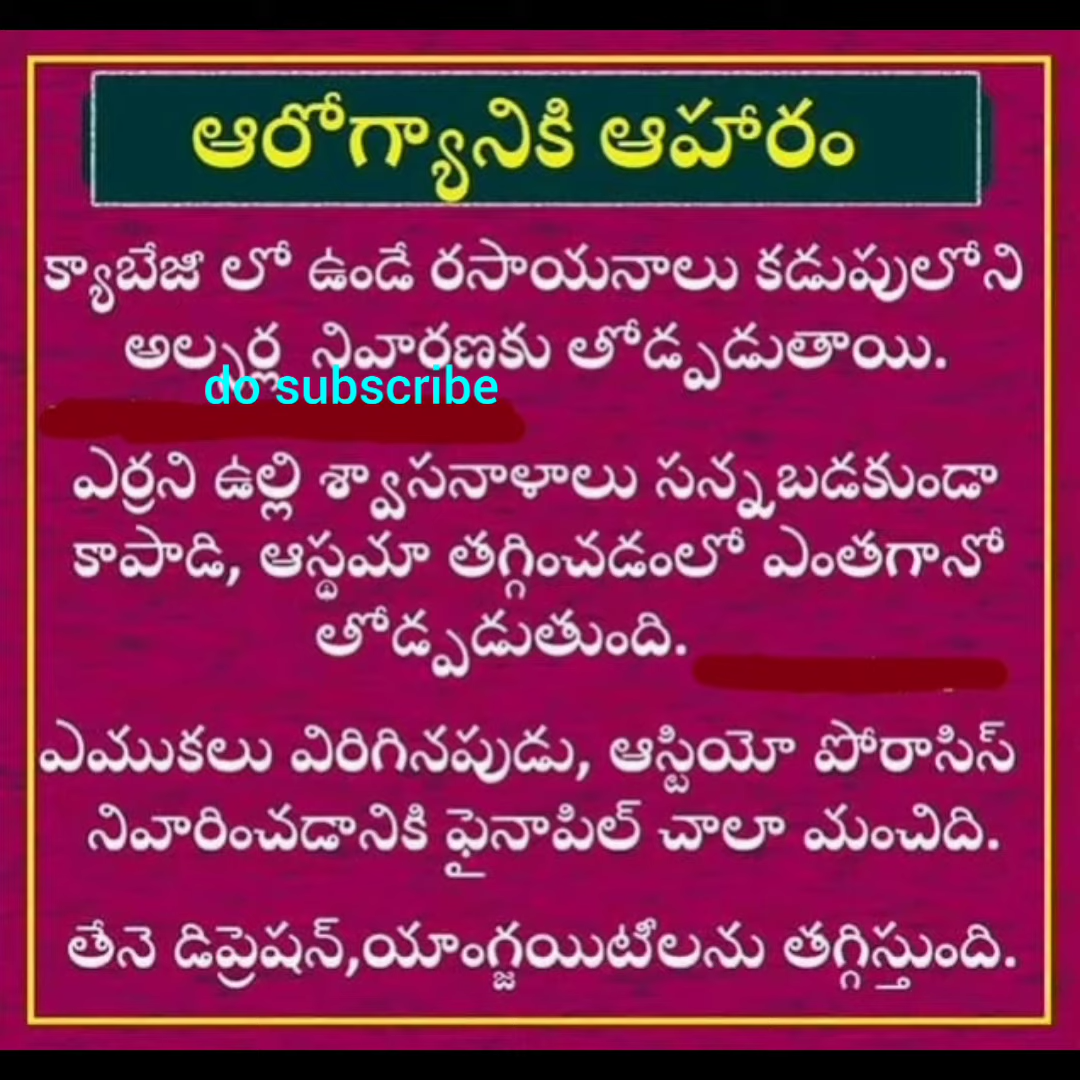 ఆరోగ్యానికి ఆహారం
క్యాబేజీ లో ఉండే రసాయనాలు కడుపులోని
అల్సర్ల నివారణకు తోడ్పడుతాయి.
do subscribe
ఎర్రని ఉల్లి శ్వాసనాళాలు సన్నబడకుండా
కాపాడి, ఆస్థమా తగ్గించడంలో ఎంతగానో
తోడ్పడుతుంది.
ఎముకలు విరిగినపుడు, ఆస్టియో పోరాసిస్
నివారించడానికి ఫైనాపిల్ చాలా మంచిది.
తేనె డిప్రెషన్,యాంగ్జయిటీలను తగ్గిస్తుంది.